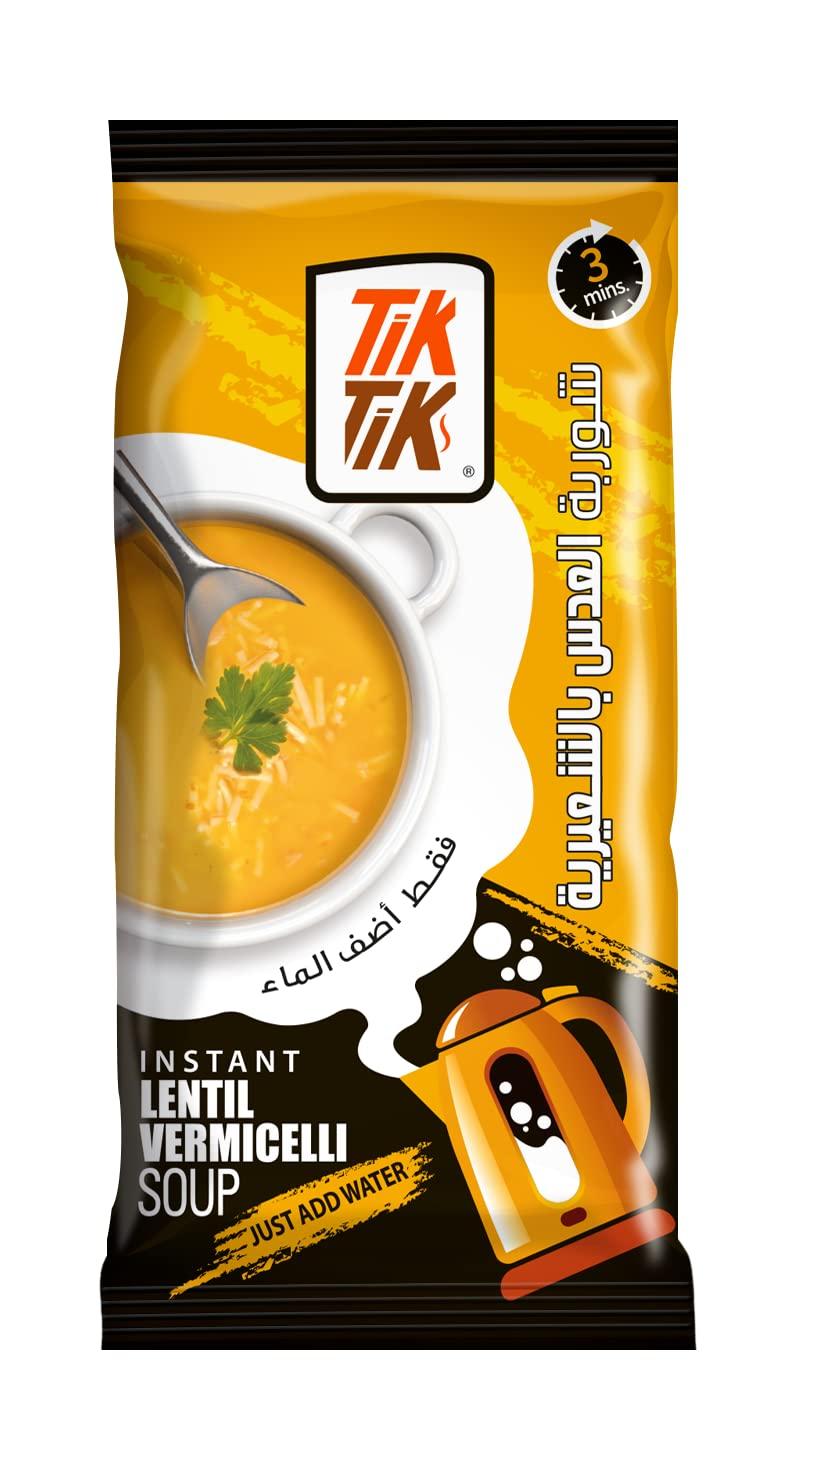 TiK
TiK
®
3
mins.
شوربة العدس بالشعيرية
فقط أضف الماء
INSTANT
LENTIL
VERMICELLI
SOUP
JUST ADD WATER